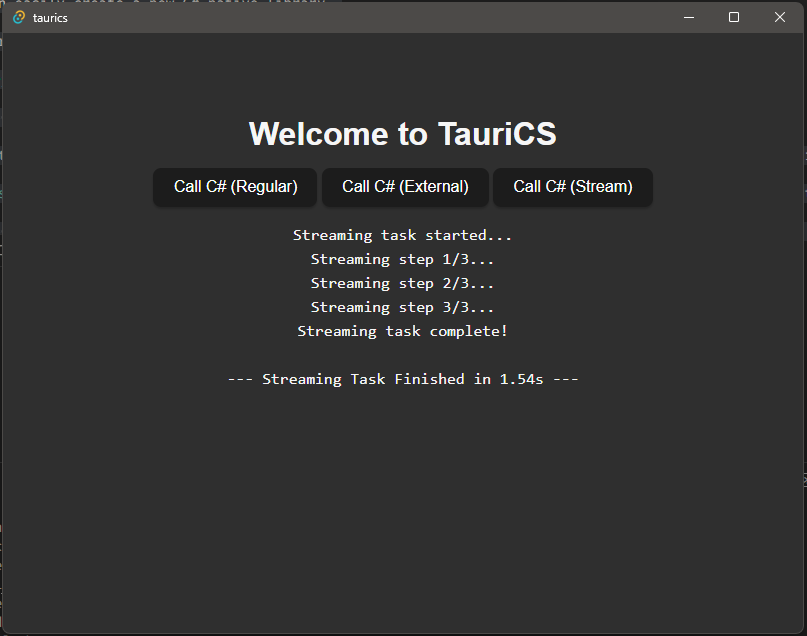 taurics
Welcome to TauriCS
Call C# (Regular) Call C# (External) Call C# (Stream)
Streaming task started...
Streaming step 1/3...
Streaming step 2/3...
Streaming step 3/3...
Streaming task complete!
--- Streaming Task Finished in 1.54s ---